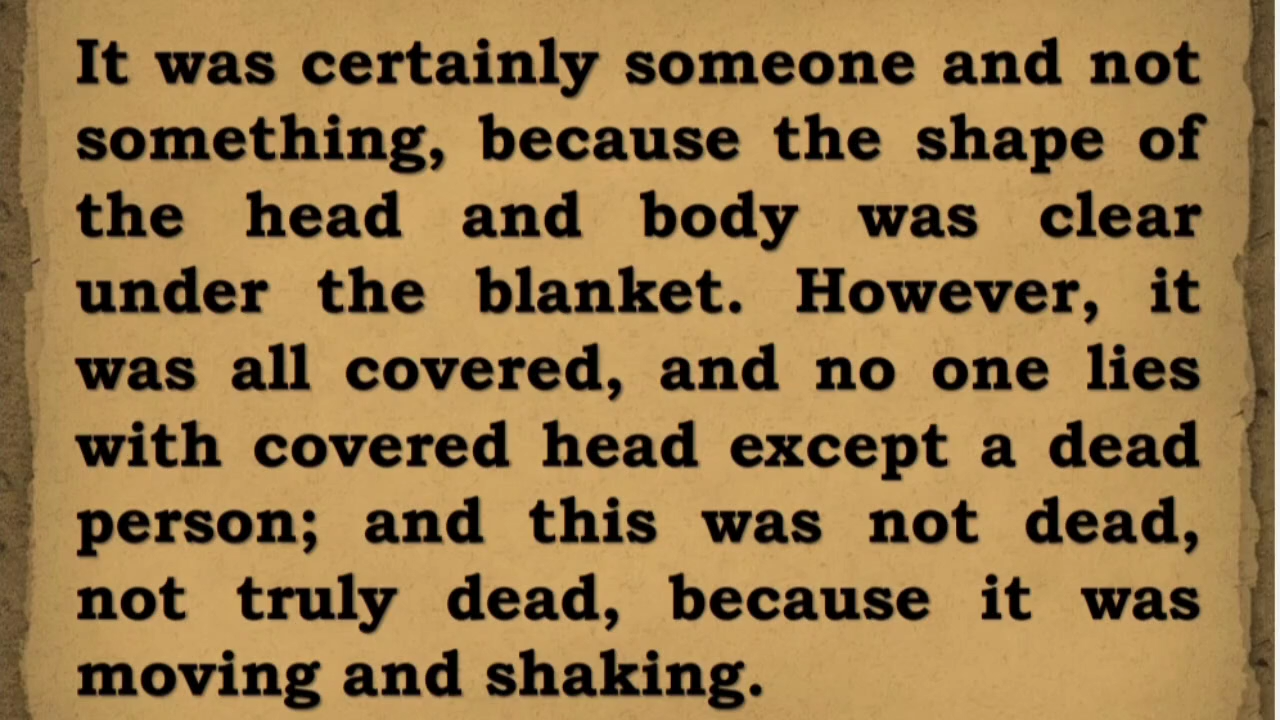 It was certainly someone and not
something, because the shape of
the head and body was clear
under the blanket. However, it
was all covered, and no one lies
with covered head except a dead
person; and this was not dead,
not truly dead, because it was
moving and shaking.